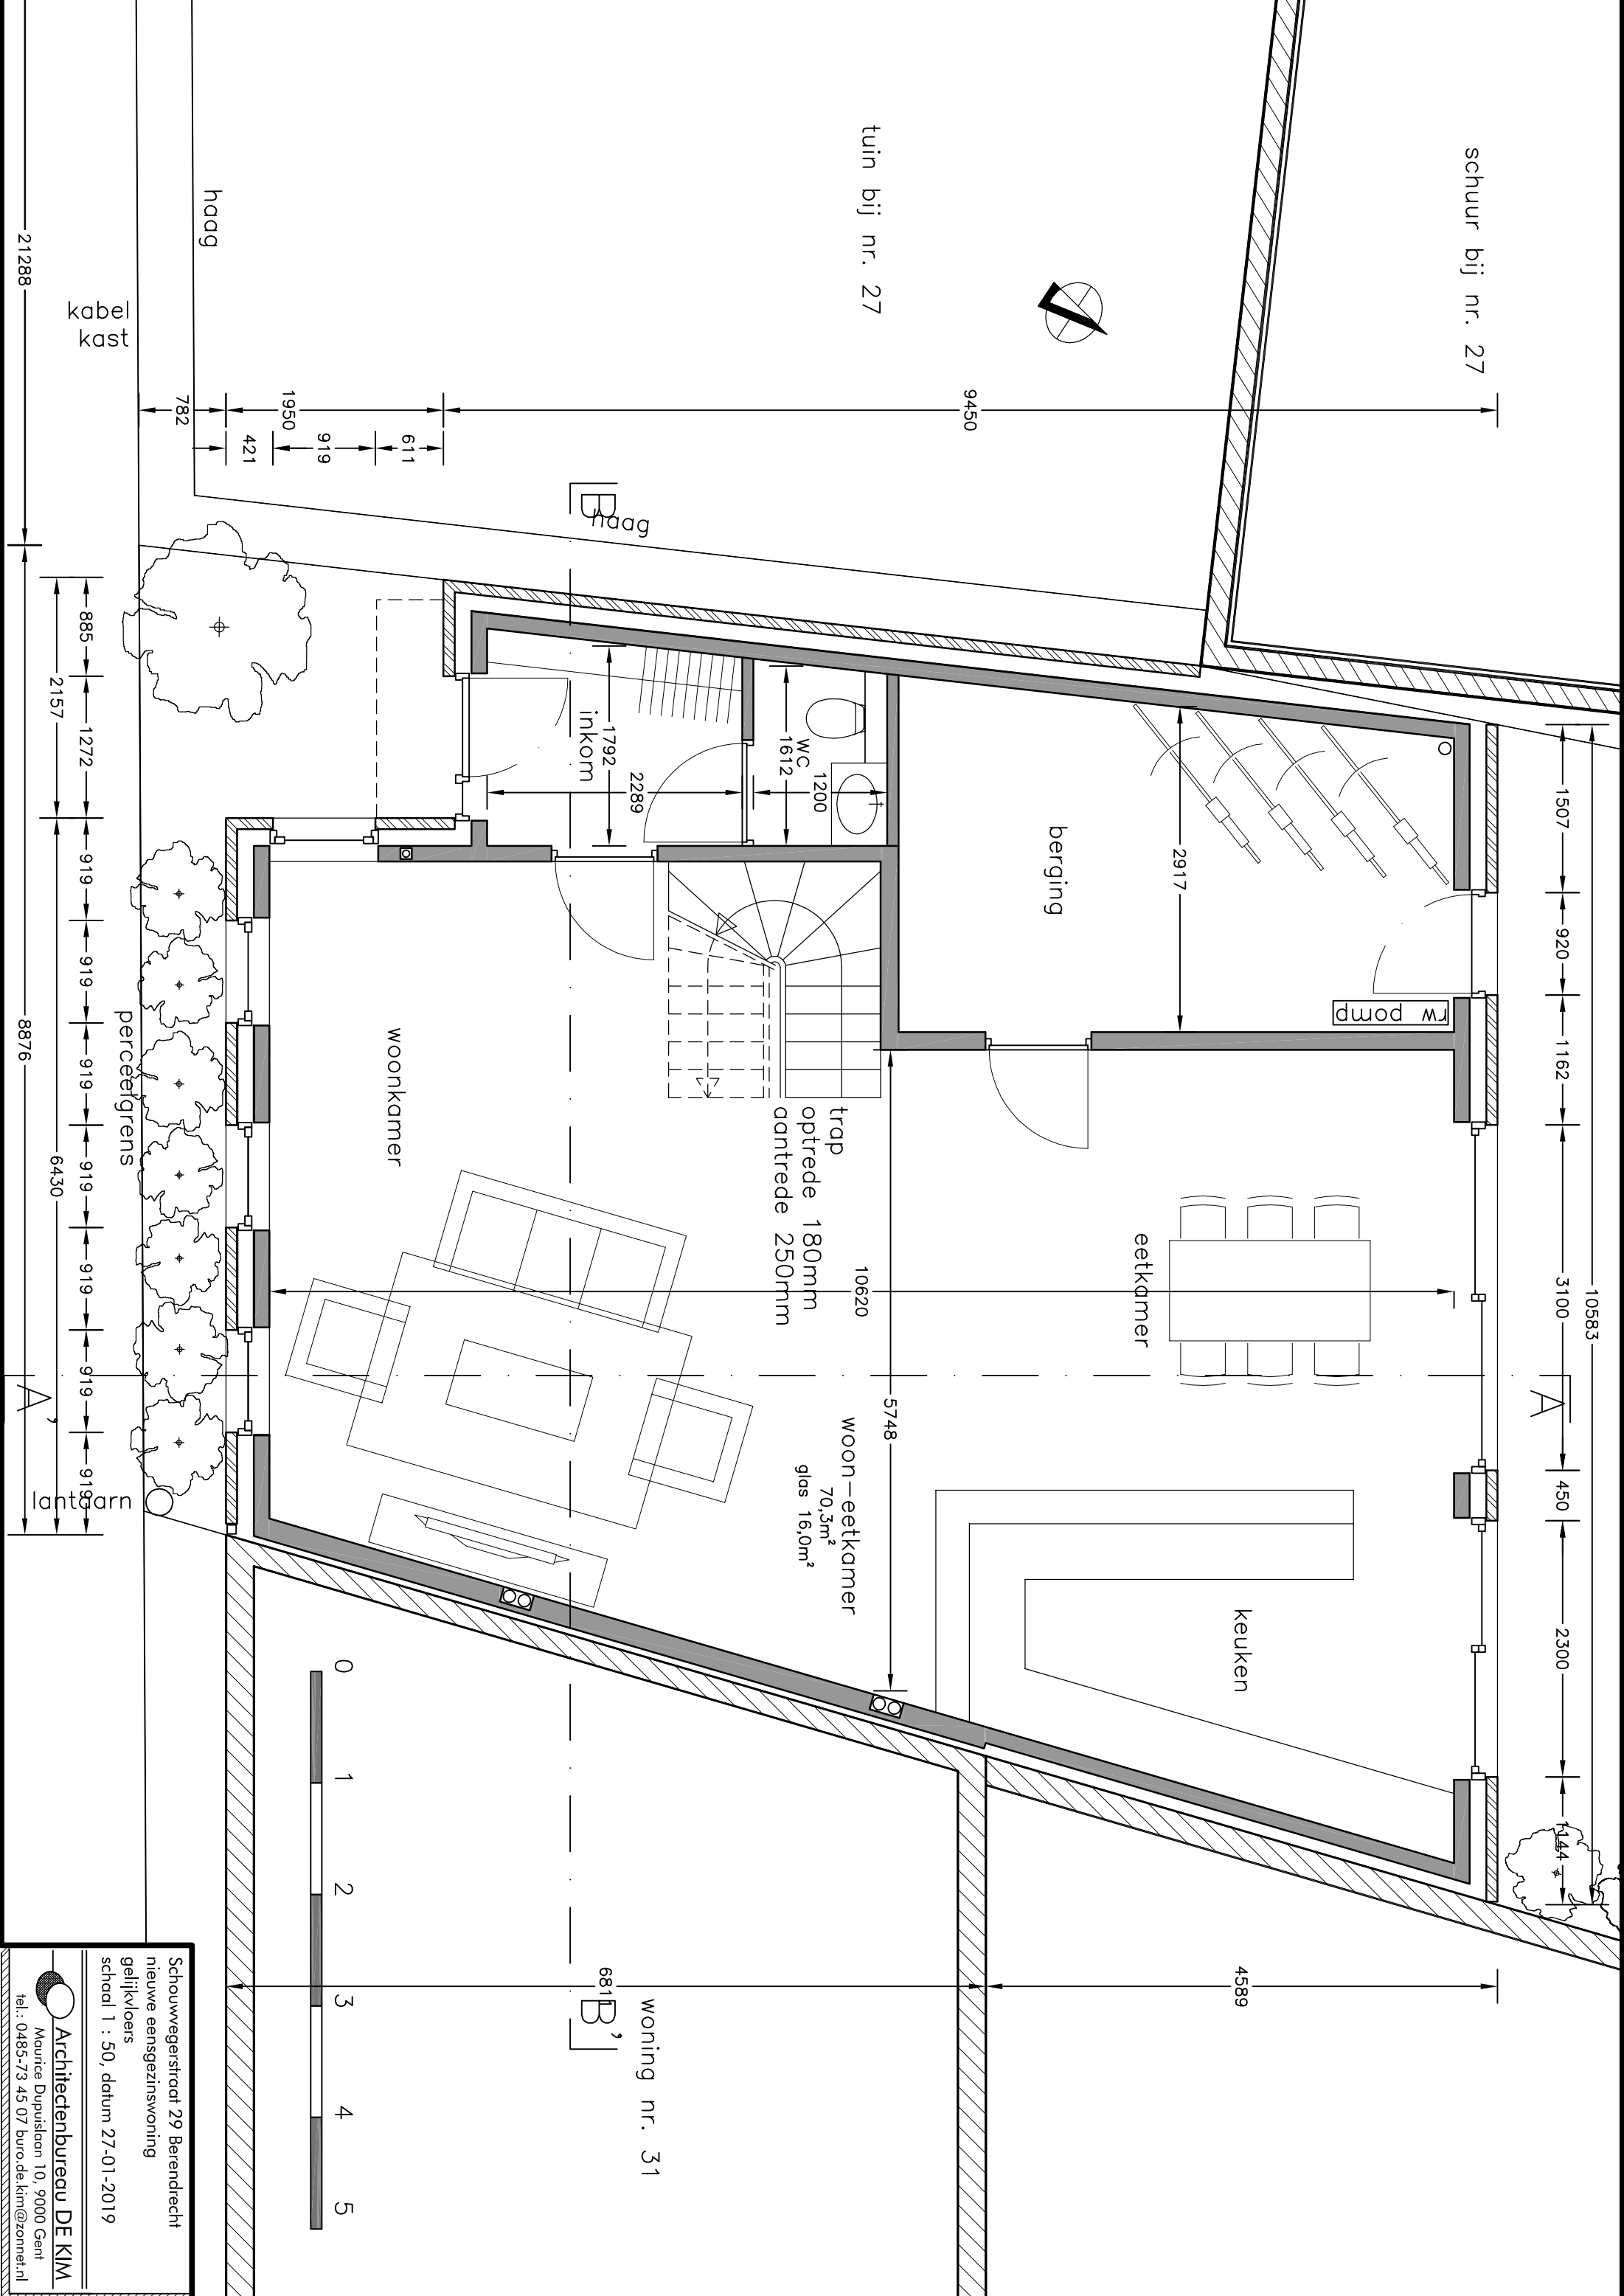 schuur bij nr. 27
tuin bij nr. 27
haag
kabel
kast
21288
782
1950
9450
421
919
611
B
haag
885
1272
2157
919
919
919
919
919
919
919
6430
8876
perceelgrens
lantaarn
A'
inkom
1792
2289
WC
1612
1200
berging
2917
rw pomp
1507
920
1162
3100
450
2300
1144
10583
woonkamer
trap
optrede 180mm
aantrede 250mm
10620
eetkamer
A
5748
woon-eetkamer
70,3m²
glas 16,0m²
keuken
0
1
2
3
4
5
6811
4589
B'
woning nr. 31
Schouwvegerstraat 29 Berendrecht
nieuwe eensgezinswoning
gelijkvloers
schaal 1 : 50, datum 27-01-2019
Architectenbureau DE KIM
Maurice Dupuislaan 10, 9000 Gent
tel.: 0485-73 45 07 buro.de.kim@zonnet.nl